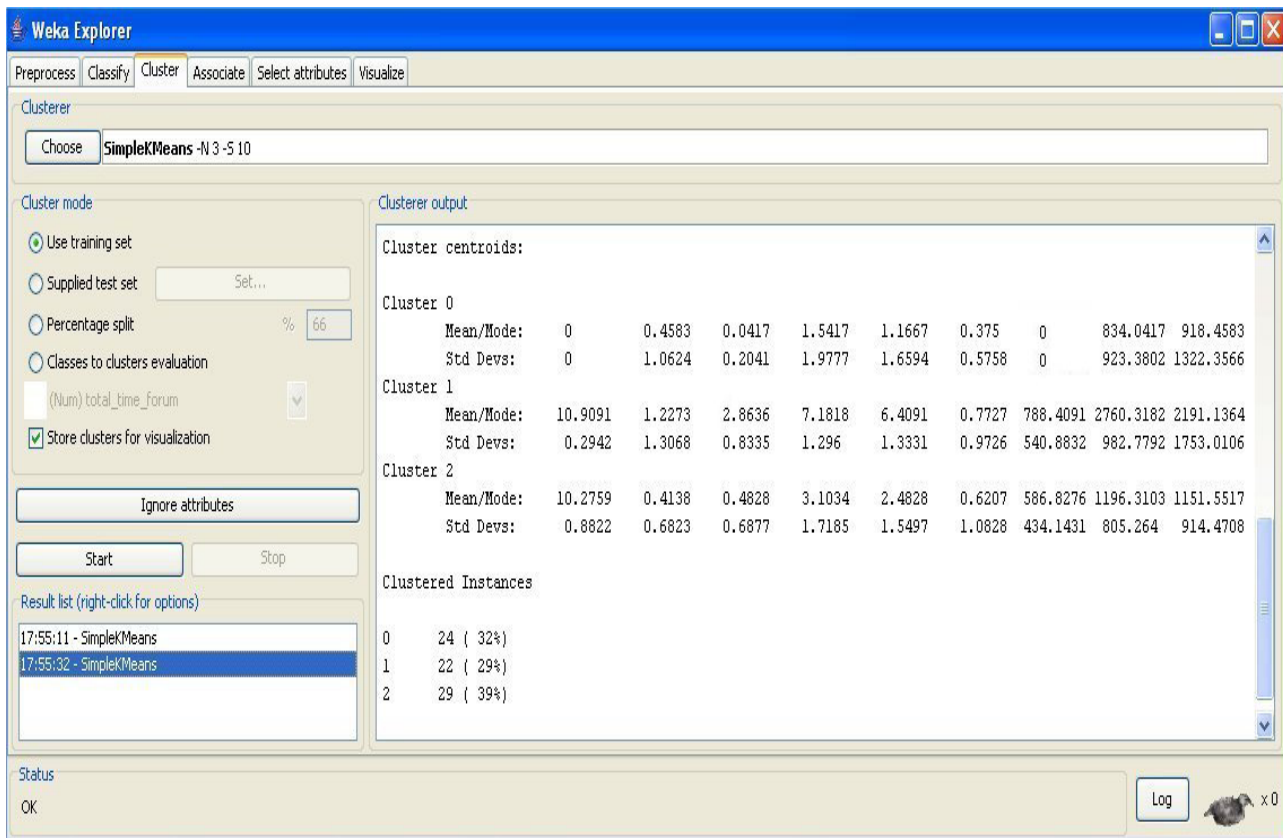 Weka Explorer
Preprocess Classify Cluster Associate Select attributes Visualize
Clusterer
Choose SimpleKMeans -N 3 -S 10
Cluster mode
Use training set
Supplied test set Set...
Percentage split % 66
Classes to clusters evaluation
(Num) total_time_forum
Store clusters for visualization
Ignore attributes
Start Stop
Result list (right-click for options)
17:55:11 - SimpleKMeans
17:55:32 - SimpleKMeans
Clusterer output
Cluster centroids:
Cluster 0
Mean/Mode: 0 0.4583 0.0417 1.5417 1.1667 0.375 0 834.0417 918.4583
Std Devs: 0 1.0624 0.2041 1.9777 1.6594 0.5758 0 923.3802 1322.3566
Cluster 1
Mean/Mode: 10.9091 1.2273 2.8636 7.1818 6.4091 0.7727 788.4091 2760.3182 2191.1364
Std Devs: 0.2942 1.3068 0.8335 1.296 1.3331 0.9726 540.8832 982.7792 1753.0106
Cluster 2
Mean/Mode: 10.2759 0.4138 0.4828 3.1034 2.4828 0.6207 586.8276 1196.3103 1151.5517
Std Devs: 0.8822 0.6823 0.6877 1.7185 1.5497 1.0828 434.1431 805.264 914.4708
Clustered Instances
0 24 ( 32%)
1 22 ( 29%)
2 29 ( 39%)
Status
OK
Log x 0